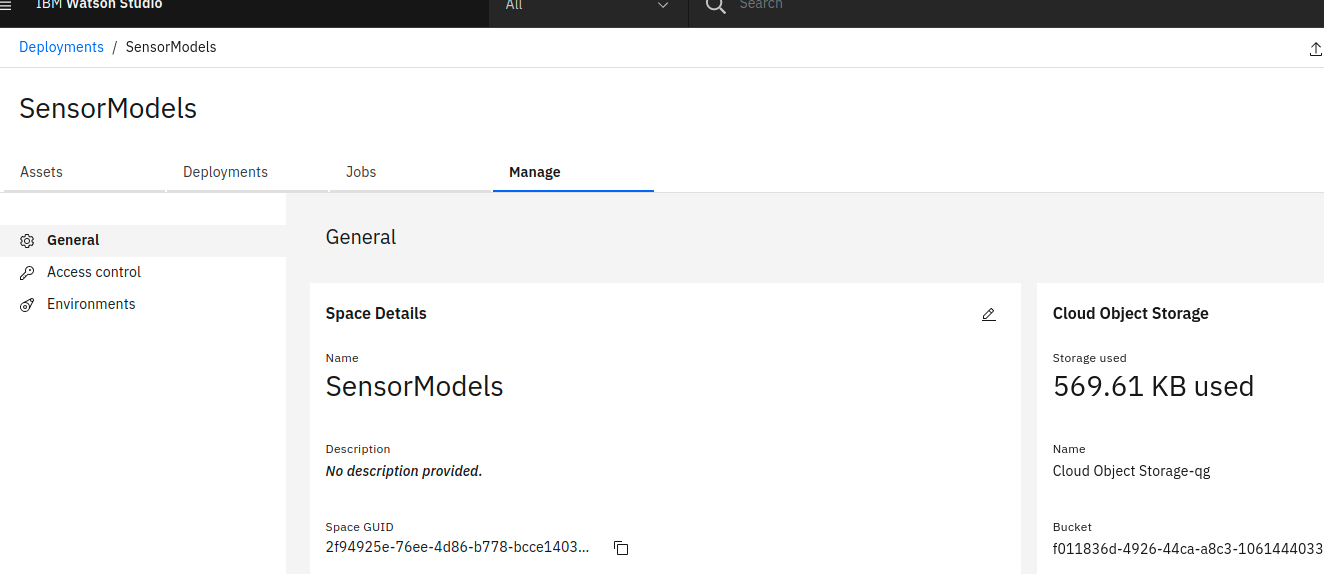 IBM Watson Studio All Search
Deployments / SensorModels
SensorModels
Assets Deployments Jobs Manage
General
Access control
Environments
General
Space Details
Name
SensorModels
Description
No description provided.
Space GUID
2f94925e-76ee-4d86-b778-bcce1403...
Cloud Object Storage
Storage used
569.61 KB used
Name
Cloud Object Storage-qg
Bucket
f011836d-4926-44ca-a8c3-1061444033